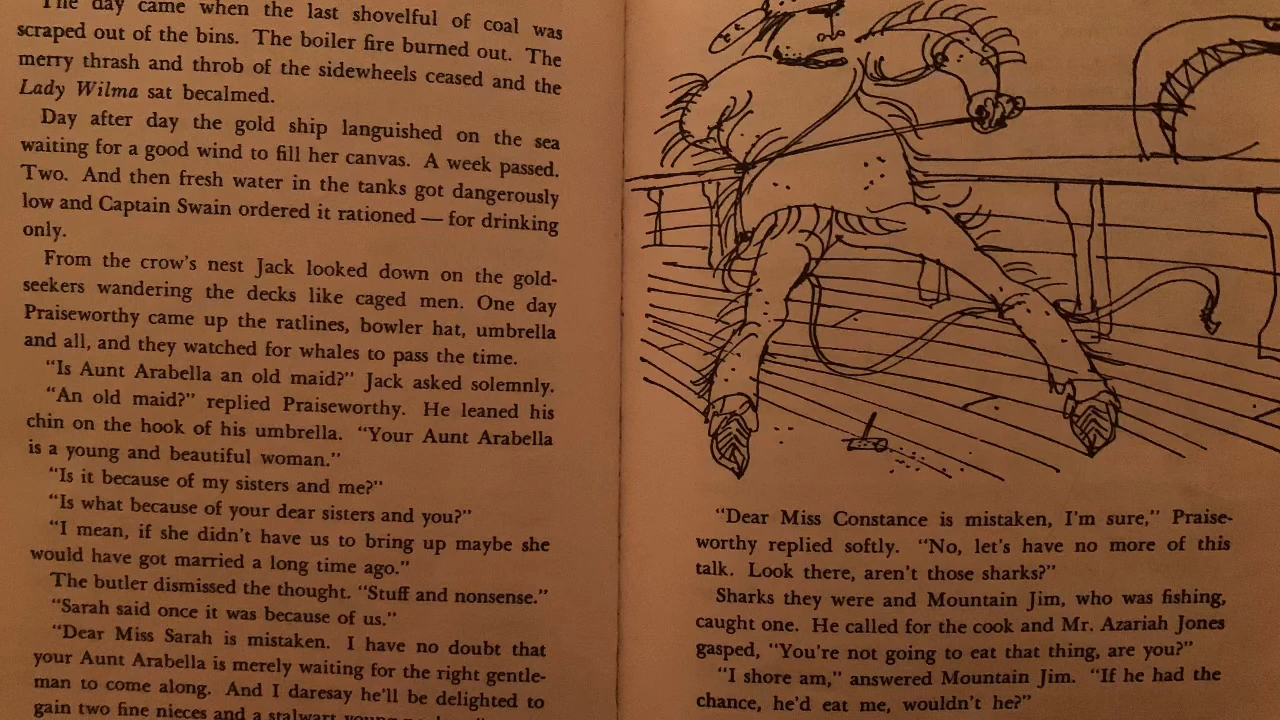 The day came when the last shovelful of coal was
scraped out of the bins. The boiler fire burned out. The
merry thrash and throb of the sidewheels ceased and the
Lady Wilma sat becalmed.
Day after day the gold ship languished on the sea
waiting for a good wind to fill her canvas. A week passed.
Two. And then fresh water in the tanks got dangerously
low and Captain Swain ordered it rationed — for drinking
only.
From the crow's nest Jack looked down on the gold-
seekers wandering the decks like caged men. One day
Praiseworthy came up the ratlines, bowler hat, umbrella
and all, and they watched for whales to pass the time.
"Is Aunt Arabella an old maid?" Jack asked solemnly.
"An old maid?" replied Praiseworthy. He leaned his
chin on the hook of his umbrella. "Your Aunt Arabella
is a young and beautiful woman."
"Is it because of my sisters and me?"
"Is what because of your dear sisters and you?"
"I mean, if she didn't have us to bring up maybe she
would have got married a long time ago."
The butler dismissed the thought. "Stuff and nonsense."
"Sarah said once it was because of us."
"Dear Miss Sarah is mistaken. I have no doubt that
your Aunt Arabella is merely waiting for the right gentle-
man to come along. And I daresay he'll be delighted to
gain two fine nieces and a stalwart young
"Dear Miss Constance is mistaken, I'm sure," Praise-
worthy replied softly. "No, let's have no more of this
talk. Look there, aren't those sharks?"
Sharks they were and Mountain Jim, who was fishing,
caught one. He called for the cook and Mr. Azariah Jones
gasped, "You're not going to eat that thing, are you?"
"I shore am," answered Mountain Jim. "If he had the
chance, he'd eat me, wouldn't he?"